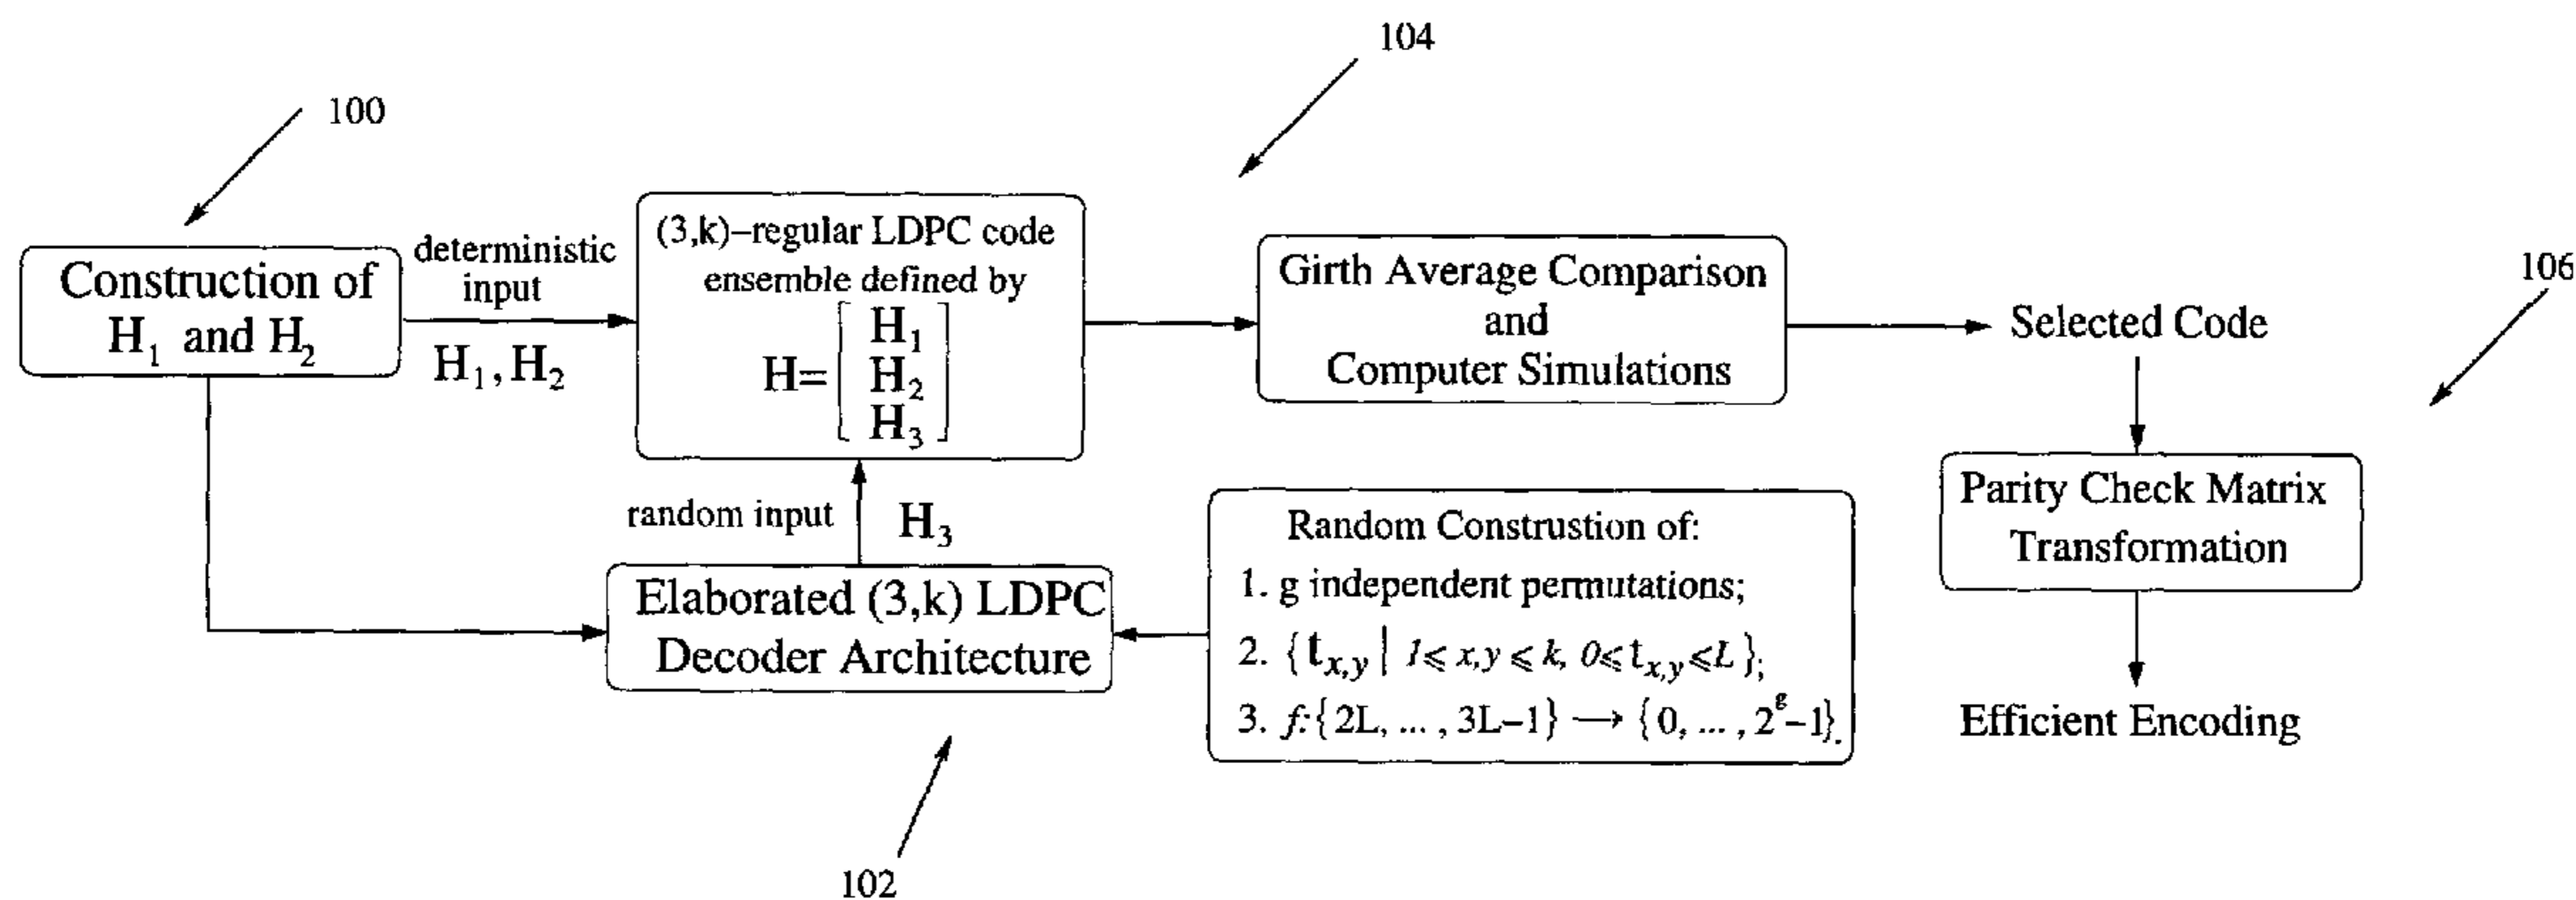 104
100
106
Construction of
H1 and H2
deterministic
input
H1, H2
(3,k)-regular LDPC code
ensemble defined by
H= [ H1
H2
H3 ]
Girth Average Comparison
and
Computer Simulations
Selected Code
Parity Check Matrix
Transformation
Efficient Encoding
random input H3
Elaborated (3,k) LDPC
Decoder Architecture
Random Construstion of:
1. g independent permutations;
2. {t_x,y | 1⩽ x,y ⩽ k, 0⩽ t_x,y ⩽L };
3. f:{2L, ... , 3L-1} → {0, ... , 2^g-1}.
102